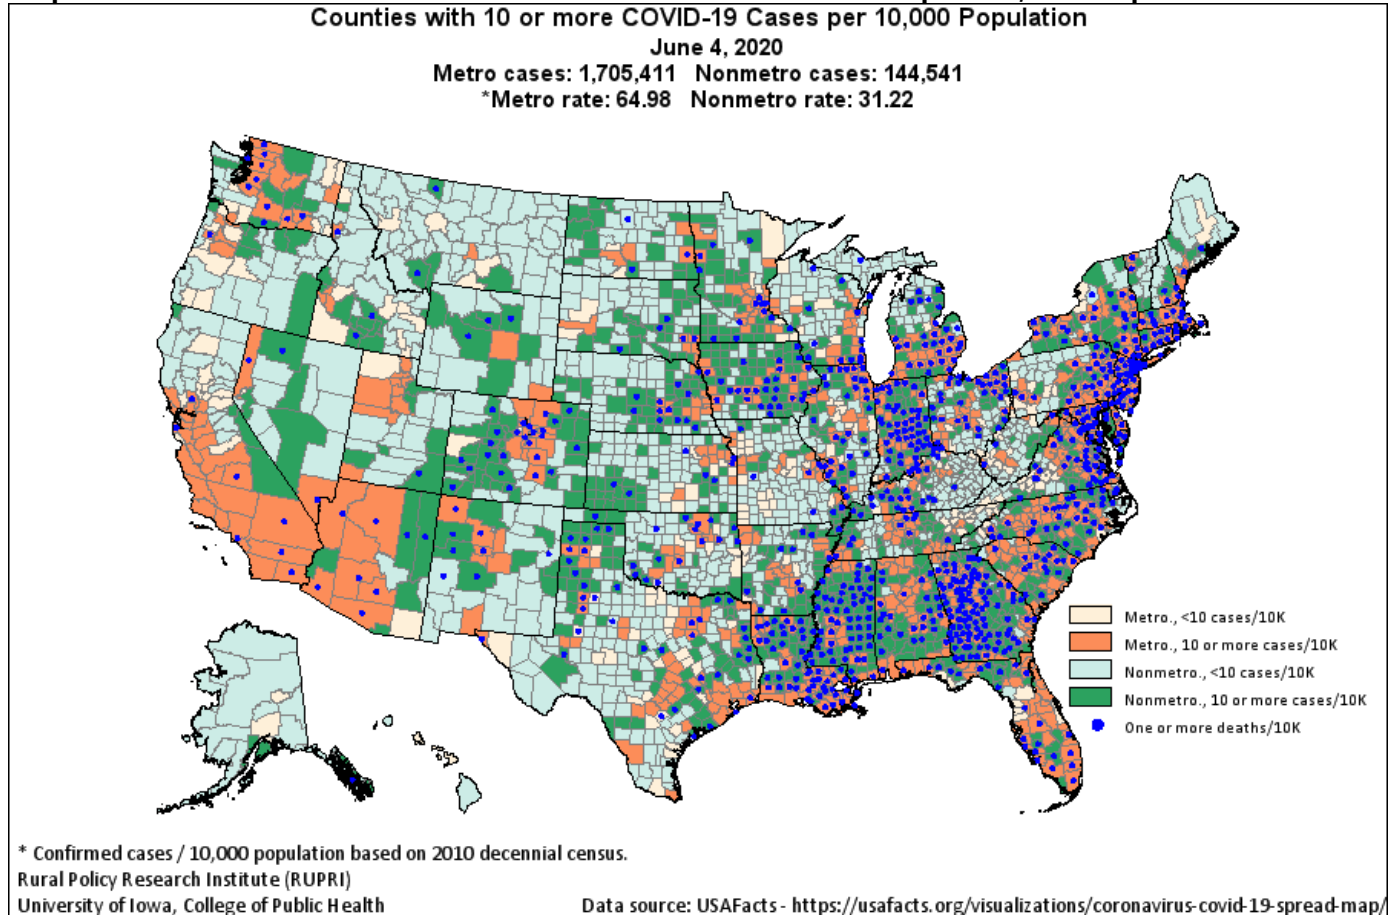 Counties with 10 or more COVID-19 Cases per 10,000 Population
June 4, 2020
Metro cases: 1,705,411 Nonmetro cases: 144,541
*Metro rate: 64.98 Nonmetro rate: 31.22
Metro., <10 cases/10K
Metro., 10 or more cases/10K
Nonmetro., <10 cases/10K
Nonmetro., 10 or more cases/10K
One or more deaths/10K
* Confirmed cases / 10,000 population based on 2010 decennial census.
Rural Policy Research Institute (RUPRI)
University of Iowa, College of Public Health
Data source: USAFacts - https://usafacts.org/visualizations/coronavirus-covid-19-spread-map/